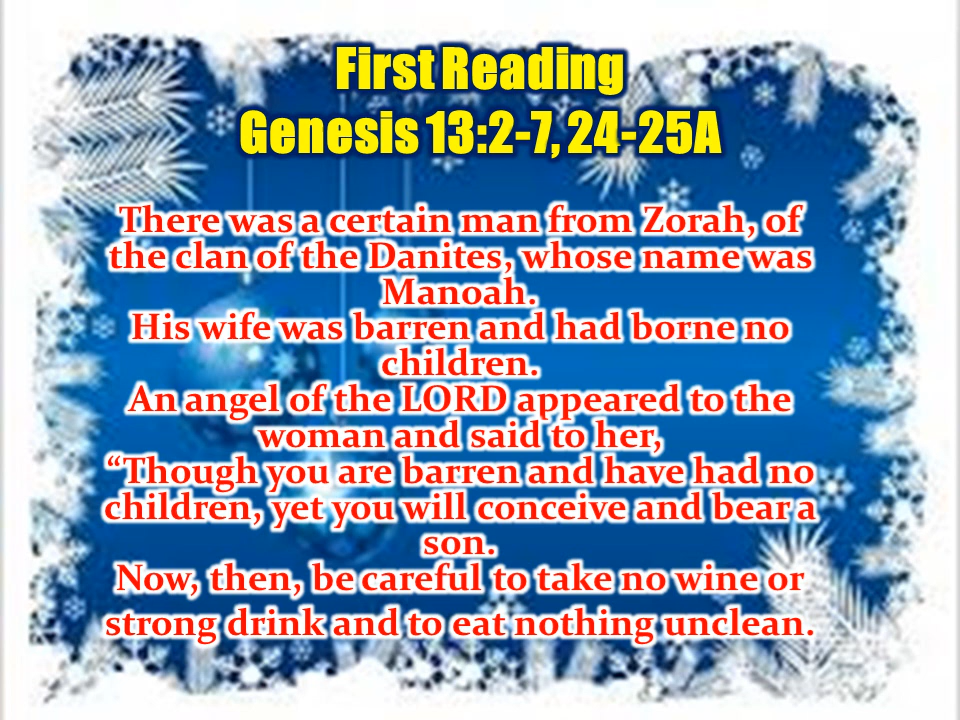 First Reading
Genesis 13:2-7, 24-25A
There was a certain man from Zorah, of
the clan of the Danites, whose name was
Manoah.
His wife was barren and had borne no
children.
An angel of the LORD appeared to the
woman and said to her,
“Though you are barren and have had no
children, yet you will conceive and bear a
son.
Now, then, be careful to take no wine or
strong drink and to eat nothing unclean.